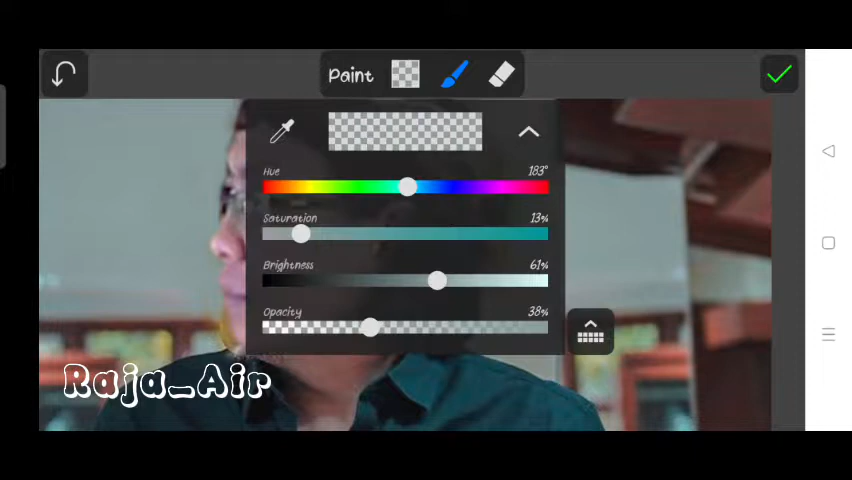 Paint
Hue 183°
Saturation 13%
Brightness 61%
Opacity 38%
Raja_Air